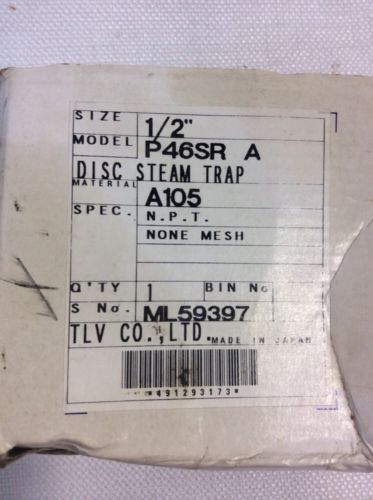 SIZE 1/2"
MODEL P46SR A
DISC STEAM TRAP
MATERIAL A105
SPEC. N.P.T.
NONE MESH
Q'TY 1 BIN No
S No. ML59397
TLV CO.,LTD. MADE IN JAPAN
*491293173*